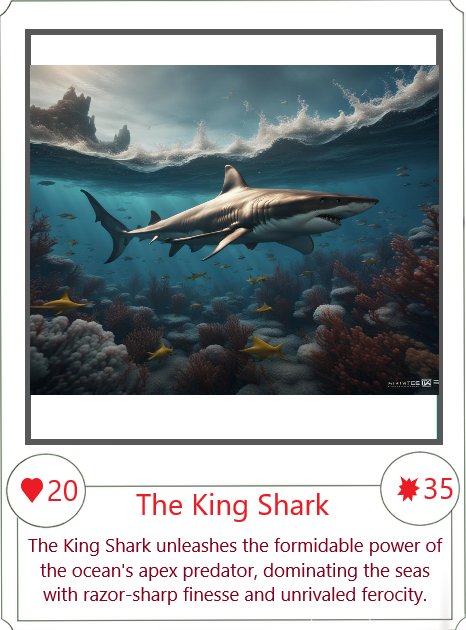 20
35
The King Shark
The King Shark unleashes the formidable power of
the ocean's apex predator, dominating the seas
with razor-sharp finesse and unrivaled ferocity.